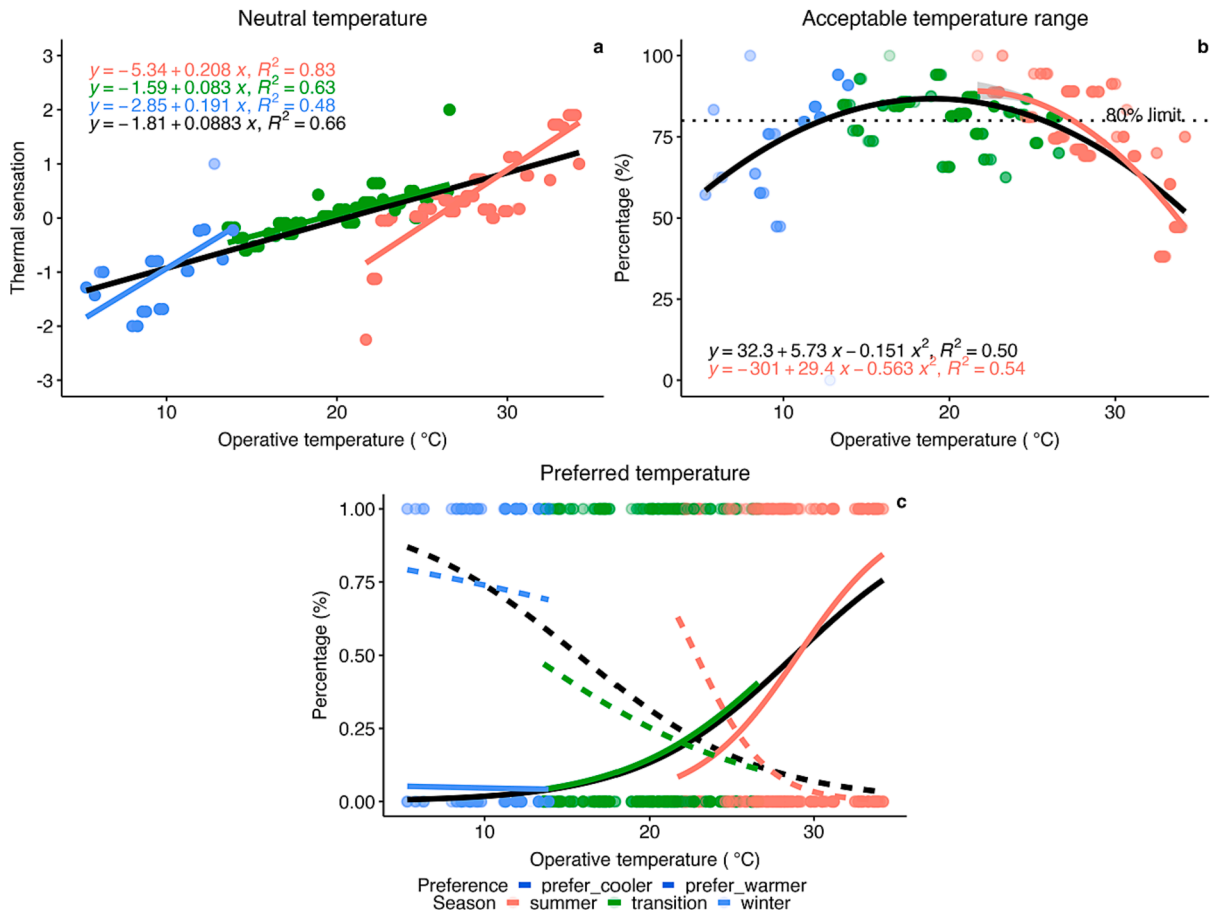 Neutral temperature
a
y = −5.34 + 0.208 x, R² = 0.83
y = −1.59 + 0.083 x, R² = 0.63
y = −2.85 + 0.191 x, R² = 0.48
y = −1.81 + 0.0883 x, R² = 0.66
Thermal sensation
3
2
1
0
-1
-2
-3
10 20 30
Operative temperature ( °C)
Acceptable temperature range
b
80% limit
Percentage (%)
100
75
50
25
0
y = 32.3 + 5.73 x − 0.151 x², R² = 0.50
y = −301 + 29.4 x − 0.563 x², R² = 0.54
10 20 30
Operative temperature ( °C)
Preferred temperature
c
Percentage (%)
1.00
0.75
0.50
0.25
0.00
10 20 30
Operative temperature ( °C)
Preference prefer_cooler prefer_warmer
Season summer transition winter